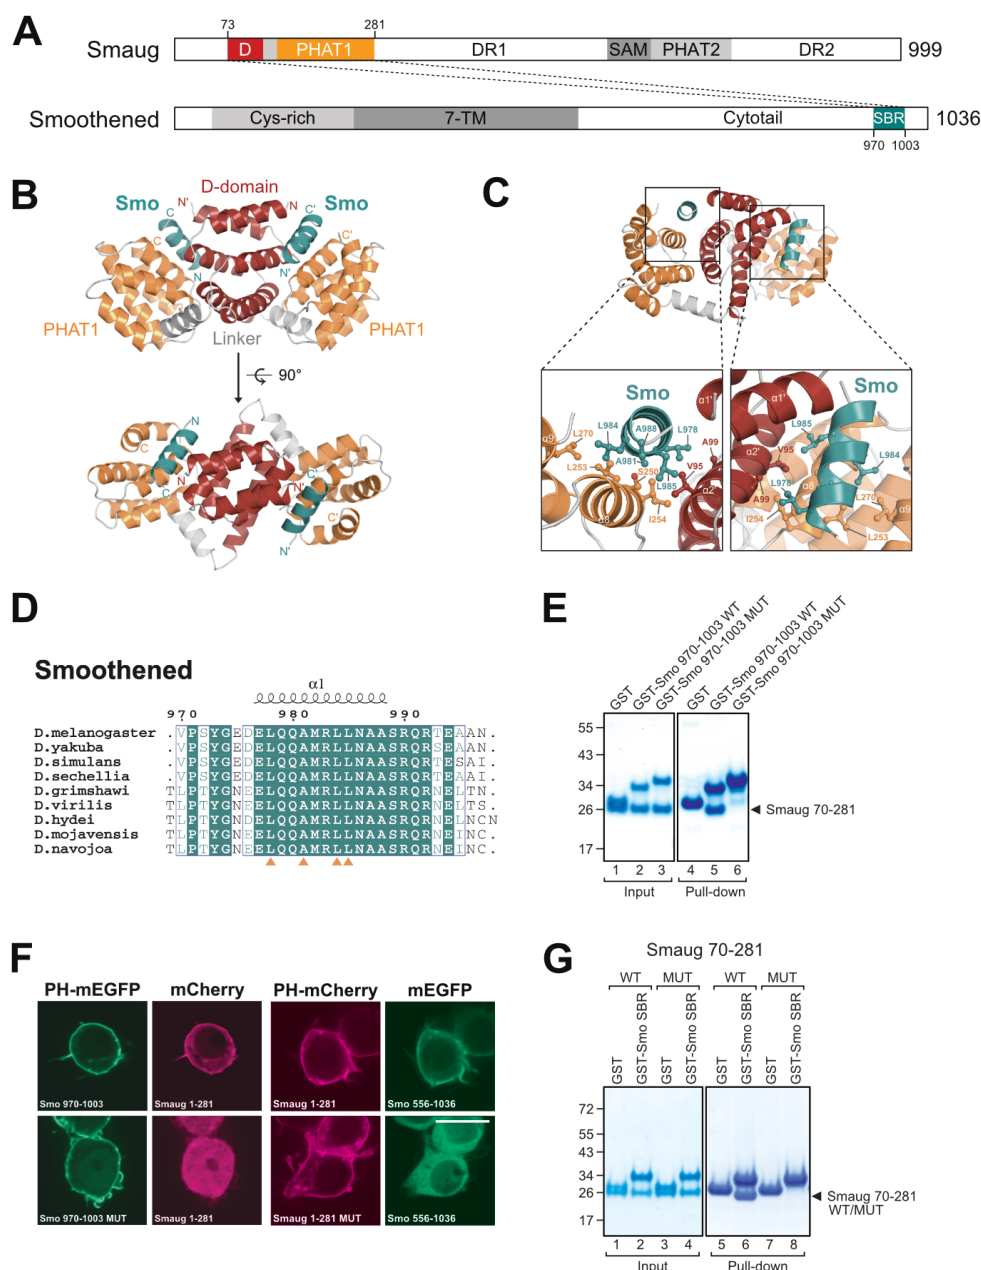 A
73
281
Smaug
D
PHAT1
DR1
SAM
PHAT2
DR2
999
Smoothened
Cys-rich
7-TM
Cytotail
SBR
1036
970
1003
B
D-domain
Smo
Smo
N'
N
C
C'
C
N
N'
PHAT1
PHAT1
Linker
90°
N
C
C
N
N'
C'
C'
N'
C
Smo
α1'
α9
L270
L984
A988
L978
L253
A981
S250
A99
V95
L985
α2'
I254
α8
Smo
α1'
L985
V95
α2'
L984
α8
L978
A99
L270
I254
α9
L253
D
Smoothened
α1
970 980 990
D.melanogaster .VPSYGEDELQQAMRLLNAASRQRTEAAN.
D.yakuba .VPSYGEDELQQAMRLLNAASRQRSEAAI.
D.simulans .VPSYGEDELQQAMRLLNAASRQRTESAI.
D.sechellia .VPSYGEDELQQAMRLLNAASRQRSEAAI.
D.grimshawi TLPTYGNEELQQAMRLLNAASRQRNELTN.
D.virilis TLPTYGNEELQQAMRLLNAASRQRNELTS.
D.hydei TLPTYGNDELQQAMRLLNAASRQRNELNCN
D.mojavensis TLPTYGNEELQQAMRLLNAASRQRNEINC.
D.navojoa TLPTYGNEELQQAMRLLNAASRQRNEINC.
E
GST
GST-Smo 970-1003 WT
GST-Smo 970-1003 MUT
GST
GST-Smo 970-1003 WT
GST-Smo 970-1003 MUT
55
43
34
26
17
Smaug 70-281
1 2 3 4 5 6
Input
Pull-down
F
PH-mEGFP
mCherry
PH-mCherry
mEGFP
Smo 970-1003
Smaug 1-281
Smaug 1-281
Smo 556-1036
Smo 970-1003 MUT
Smaug 1-281
Smaug 1-281 MUT
Smo 556-1036
G
Smaug 70-281
WT
MUT
WT
MUT
GST
GST-Smo SBR
GST
GST-Smo SBR
GST
GST-Smo SBR
GST
GST-Smo SBR
72
55
43
34
26
17
Smaug 70-281
WT/MUT
1 2 3 4 5 6 7 8
Input
Pull-down